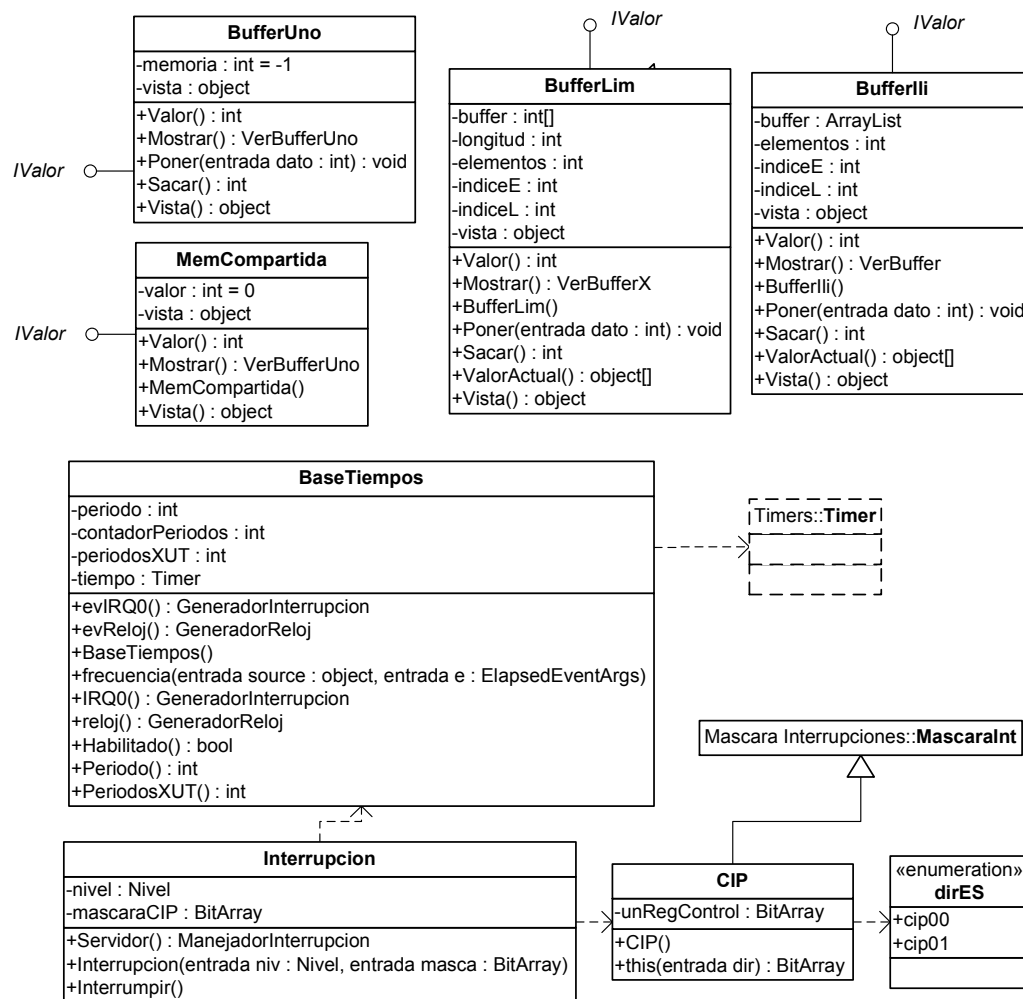 BufferUno
-memoria : int = -1
-vista : object
+Valor() : int
+Mostrar() : VerBufferUno
+Poner(entrada dato : int) : void
+Sacar() : int
+Vista() : object
IValor
MemCompartida
-valor : int = 0
-vista : object
+Valor() : int
+Mostrar() : VerBufferUno
+MemCompartida()
+Vista() : object
IValor
IValor
BufferLim
-buffer : int[]
-longitud : int
-elementos : int
-indiceE : int
-indiceL : int
-vista : object
+Valor() : int
+Mostrar() : VerBufferX
+BufferLim()
+Poner(entrada dato : int) : void
+Sacar() : int
+ValorActual() : object[]
+Vista() : object
IValor
BufferIli
-buffer : ArrayList
-elementos : int
-indiceE : int
-indiceL : int
-vista : object
+Valor() : int
+Mostrar() : VerBuffer
+BufferIli()
+Poner(entrada dato : int) : void
+Sacar() : int
+ValorActual() : object[]
+Vista() : object
BaseTiempos
-periodo : int
-contadorPeriodos : int
-periodosXUT : int
-tiempo : Timer
+evIRQ0() : GeneradorInterrupcion
+evReloj() : GeneradorReloj
+BaseTiempos()
+frecuencia(entrada source : object, entrada e : ElapsedEventArgs)
+IRQ0() : GeneradorInterrupcion
+reloj() : GeneradorReloj
+Habilitado() : bool
+Periodo() : int
+PeriodosXUT() : int
Timers::Timer
Mascara Interrupciones::MascaraInt
Interrupcion
-nivel : Nivel
-mascaraCIP : BitArray
+Servidor() : ManejadorInterrupcion
+Interrupcion(entrada niv : Nivel, entrada masca : BitArray)
+Interrumpir()
CIP
-unRegControl : BitArray
+CIP()
+this(entrada dir) : BitArray
«enumeration»
dirES
+cip00
+cip01